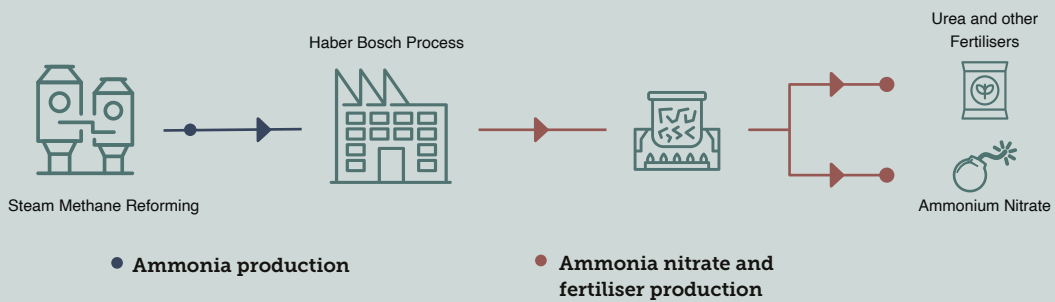 Urea and other
Fertilisers
Haber Bosch Process
Steam Methane Reforming
Ammonium Nitrate
Ammonia production
Ammonia nitrate and
fertiliser production